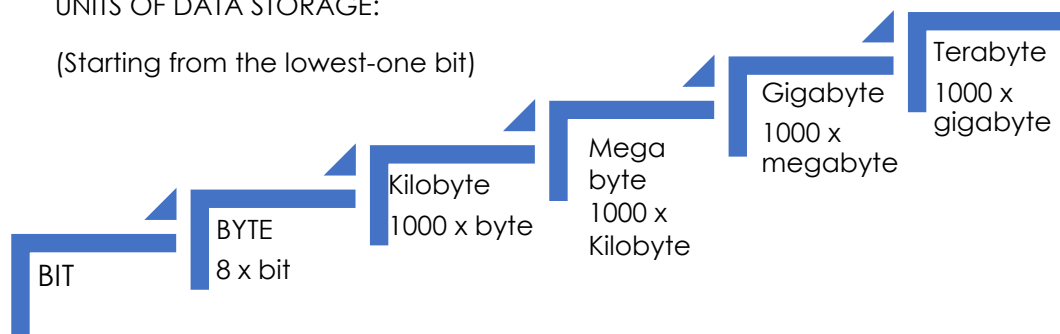 UNITS OF DATA STORAGE:
(Starting from the lowest-one bit)
BIT
BYTE
8 x bit
Kilobyte
1000 x byte
Mega
byte
1000 x
Kilobyte
Gigabyte
1000 x
megabyte
Terabyte
1000 x
gigabyte